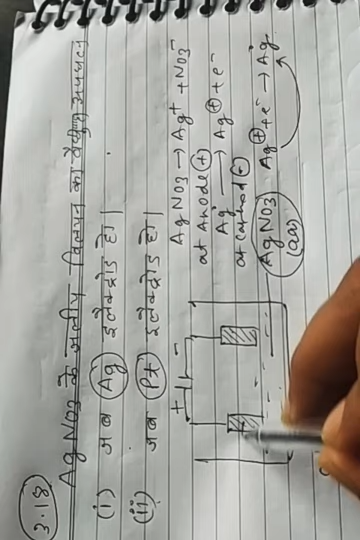 3.18
AgNO3 के जलीय विलयन का वैद्युत अपघटन
(i) जब Ag इलेक्ट्रोड हो।
(ii) जब Pt इलेक्ट्रोड हो।
AgNO3 → Ag+ + NO3-
at Anode (+)
Ag → Ag+ + e-
at Cathod (-)
Ag+ + e- → Ag
AgNO3
(aq)
+ -